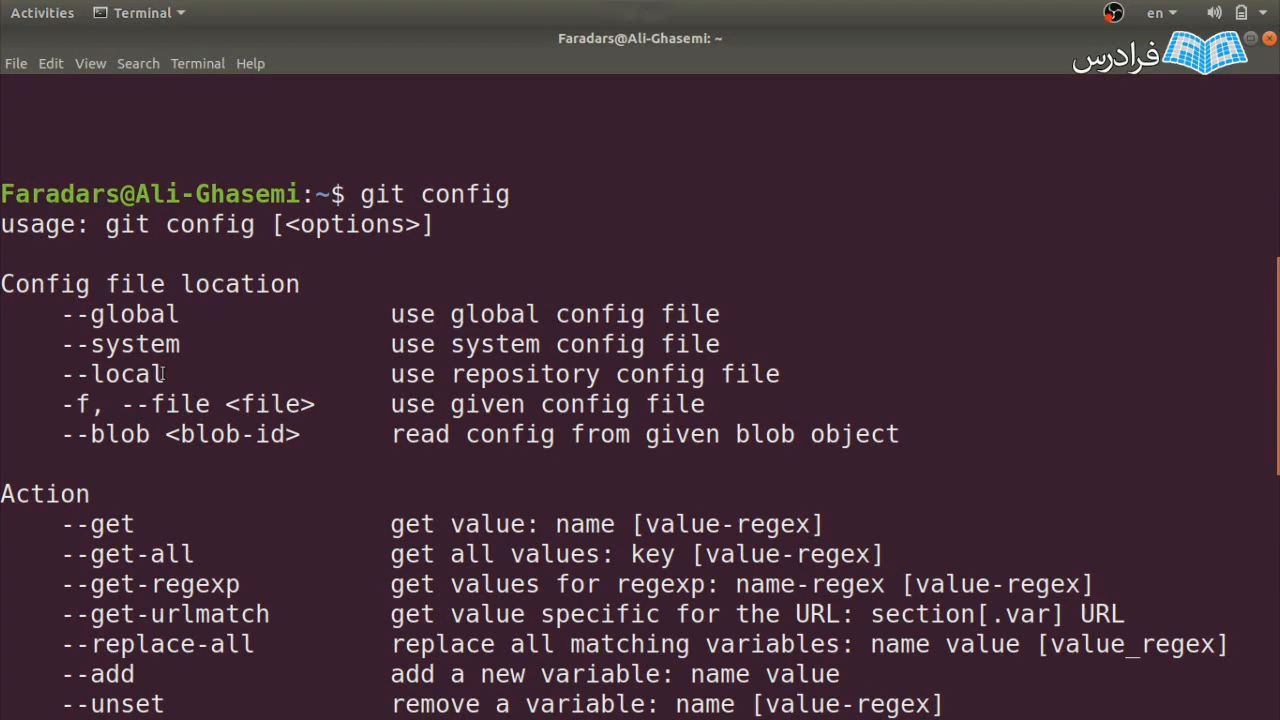 Activities Terminal en
Faradars@Ali-Ghasemi: ~
File Edit View Search Terminal Help
فرادرس
Faradars@Ali-Ghasemi:~$ git config
usage: git config [<options>]
Config file location
--global use global config file
--system use system config file
--local use repository config file
-f, --file <file> use given config file
--blob <blob-id> read config from given blob object
Action
--get get value: name [value-regex]
--get-all get all values: key [value-regex]
--get-regexp get values for regexp: name-regex [value-regex]
--get-urlmatch get value specific for the URL: section[.var] URL
--replace-all replace all matching variables: name value [value_regex]
--add add a new variable: name value
--unset remove a variable: name [value-regex]